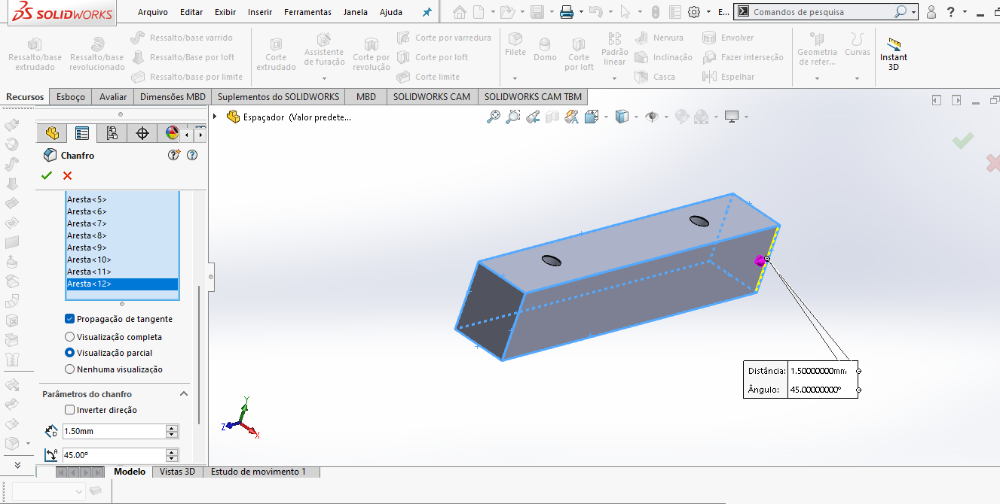 SOLIDWORKS
Arquivo Editar Exibir Inserir Ferramentas Janela Ajuda
E... Comandos de pesquisa
Ressalto/base extrudado
Ressalto/base revolucionado
Ressalto/base varrido
Ressalto/Base por loft
Ressalto/base por limite
Corte extrudado
Assistente de furação
Corte por revolução
Corte por varredura
Corte por loft
Corte limite
Filete
Domo
Corte por loft
Padrão linear
Nervura
Inclinação
Casca
Envolver
Fazer interseção
Espelhar
Geometria de refer...
Curvas
Instant 3D
Recursos Esboço Avaliar Dimensões MBD Suplementos do SOLIDWORKS MBD SOLIDWORKS CAM SOLIDWORKS CAM TBM
Espaçador (Valor predete...
Chanfro
Aresta<5>
Aresta<6>
Aresta<7>
Aresta<8>
Aresta<9>
Aresta<10>
Aresta<11>
Aresta<12>
Propagação de tangente
Visualização completa
Visualização parcial
Nenhuma visualização
Parâmetros do chanfro
Inverter direção
D 1.50mm
A 45.00º
Distância: 1.50000000mm
Ângulo: 45.00000000º
Y
Z
X
Modelo Vistas 3D Estudo de movimento 1